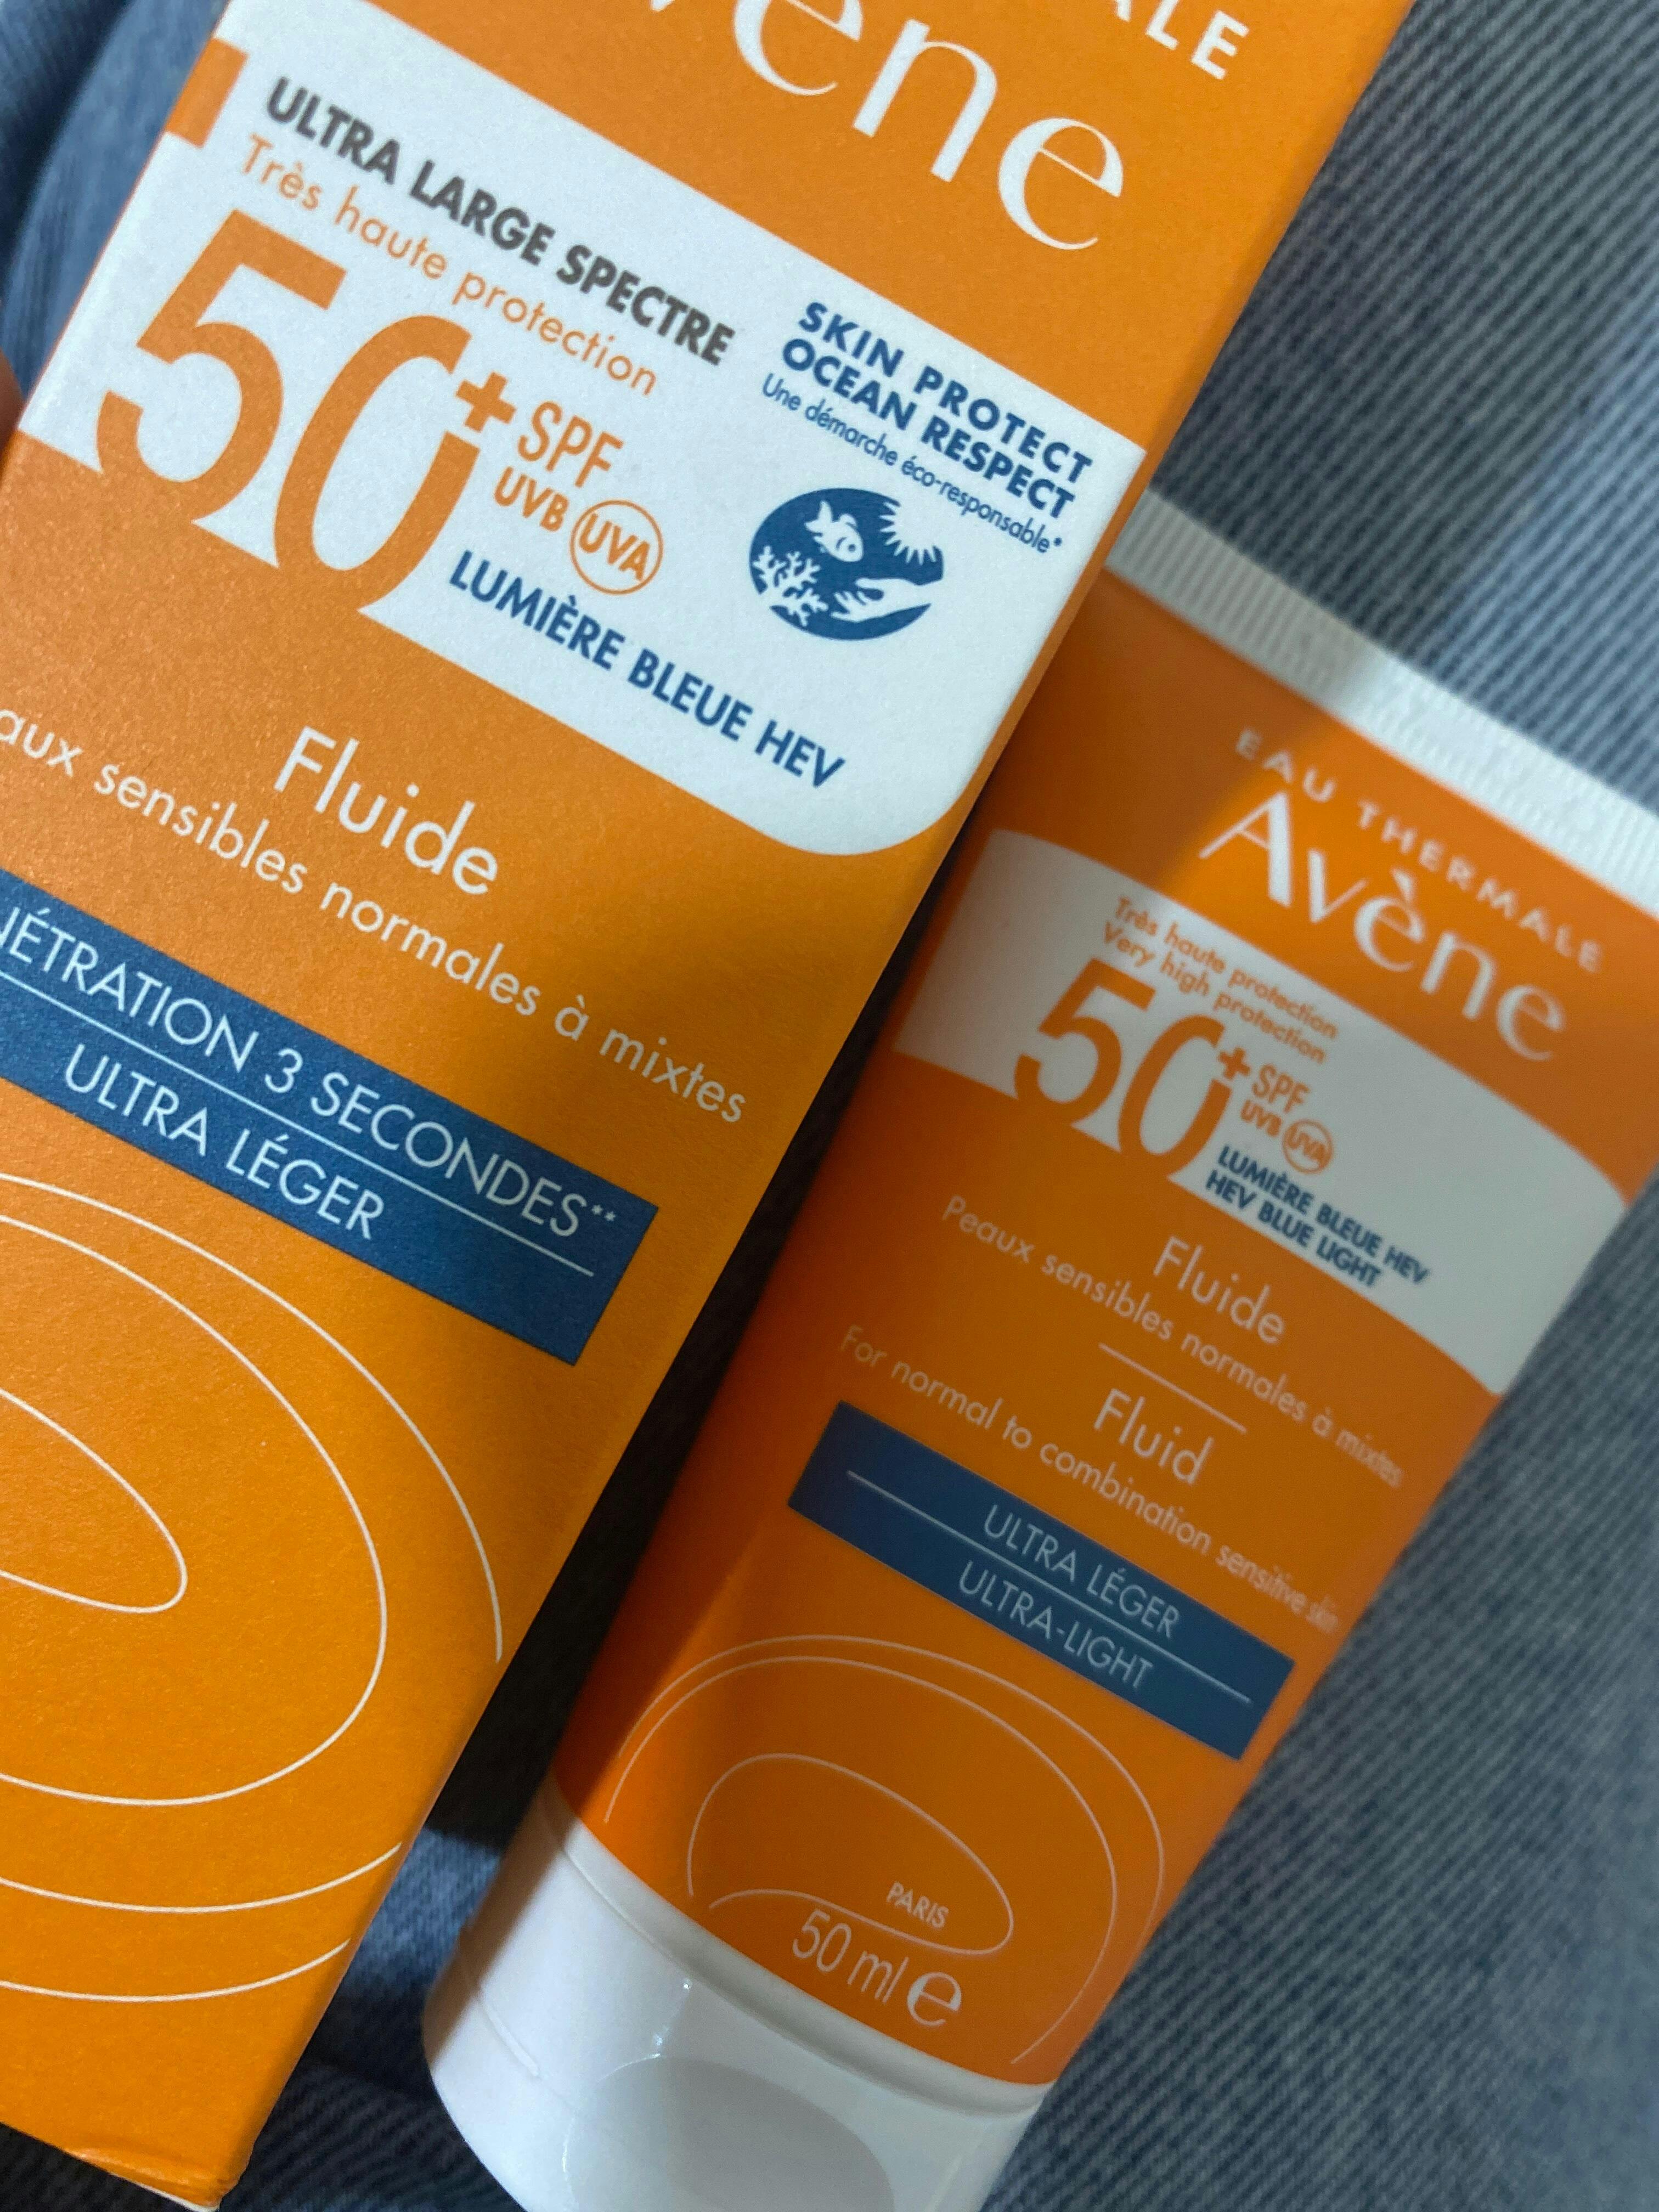 ULTRA LARGE SPECTRE
Très haute protection
50+ SPF
UVB UVA
LUMIÈRE BLEUE HEV
SKIN PROTECT
OCEAN RESPECT
Une démarche éco-responsable*
Fluide
sensibles normales à mixtes
3 SECONDES**
ULTRA LÉGER
EAU THERMALE
Avène
Très haute protection
Very high protection
50+ SPF
UVB UVA
LUMIÈRE BLEUE HEV
HEV BLUE LIGHT
Fluide
Peaux sensibles normales à mixtes
Fluid
For normal to combination sensitive skin
ULTRA LÉGER
ULTRA-LIGHT
PARIS
50 ml e